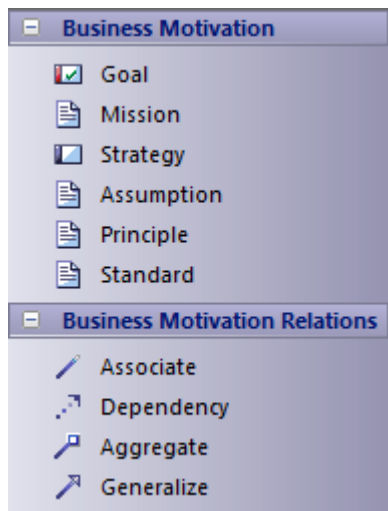 Business Motivation
Goal
Mission
Strategy
Assumption
Principle
Standard
Business Motivation Relations
Associate
Dependency
Aggregate
Generalize